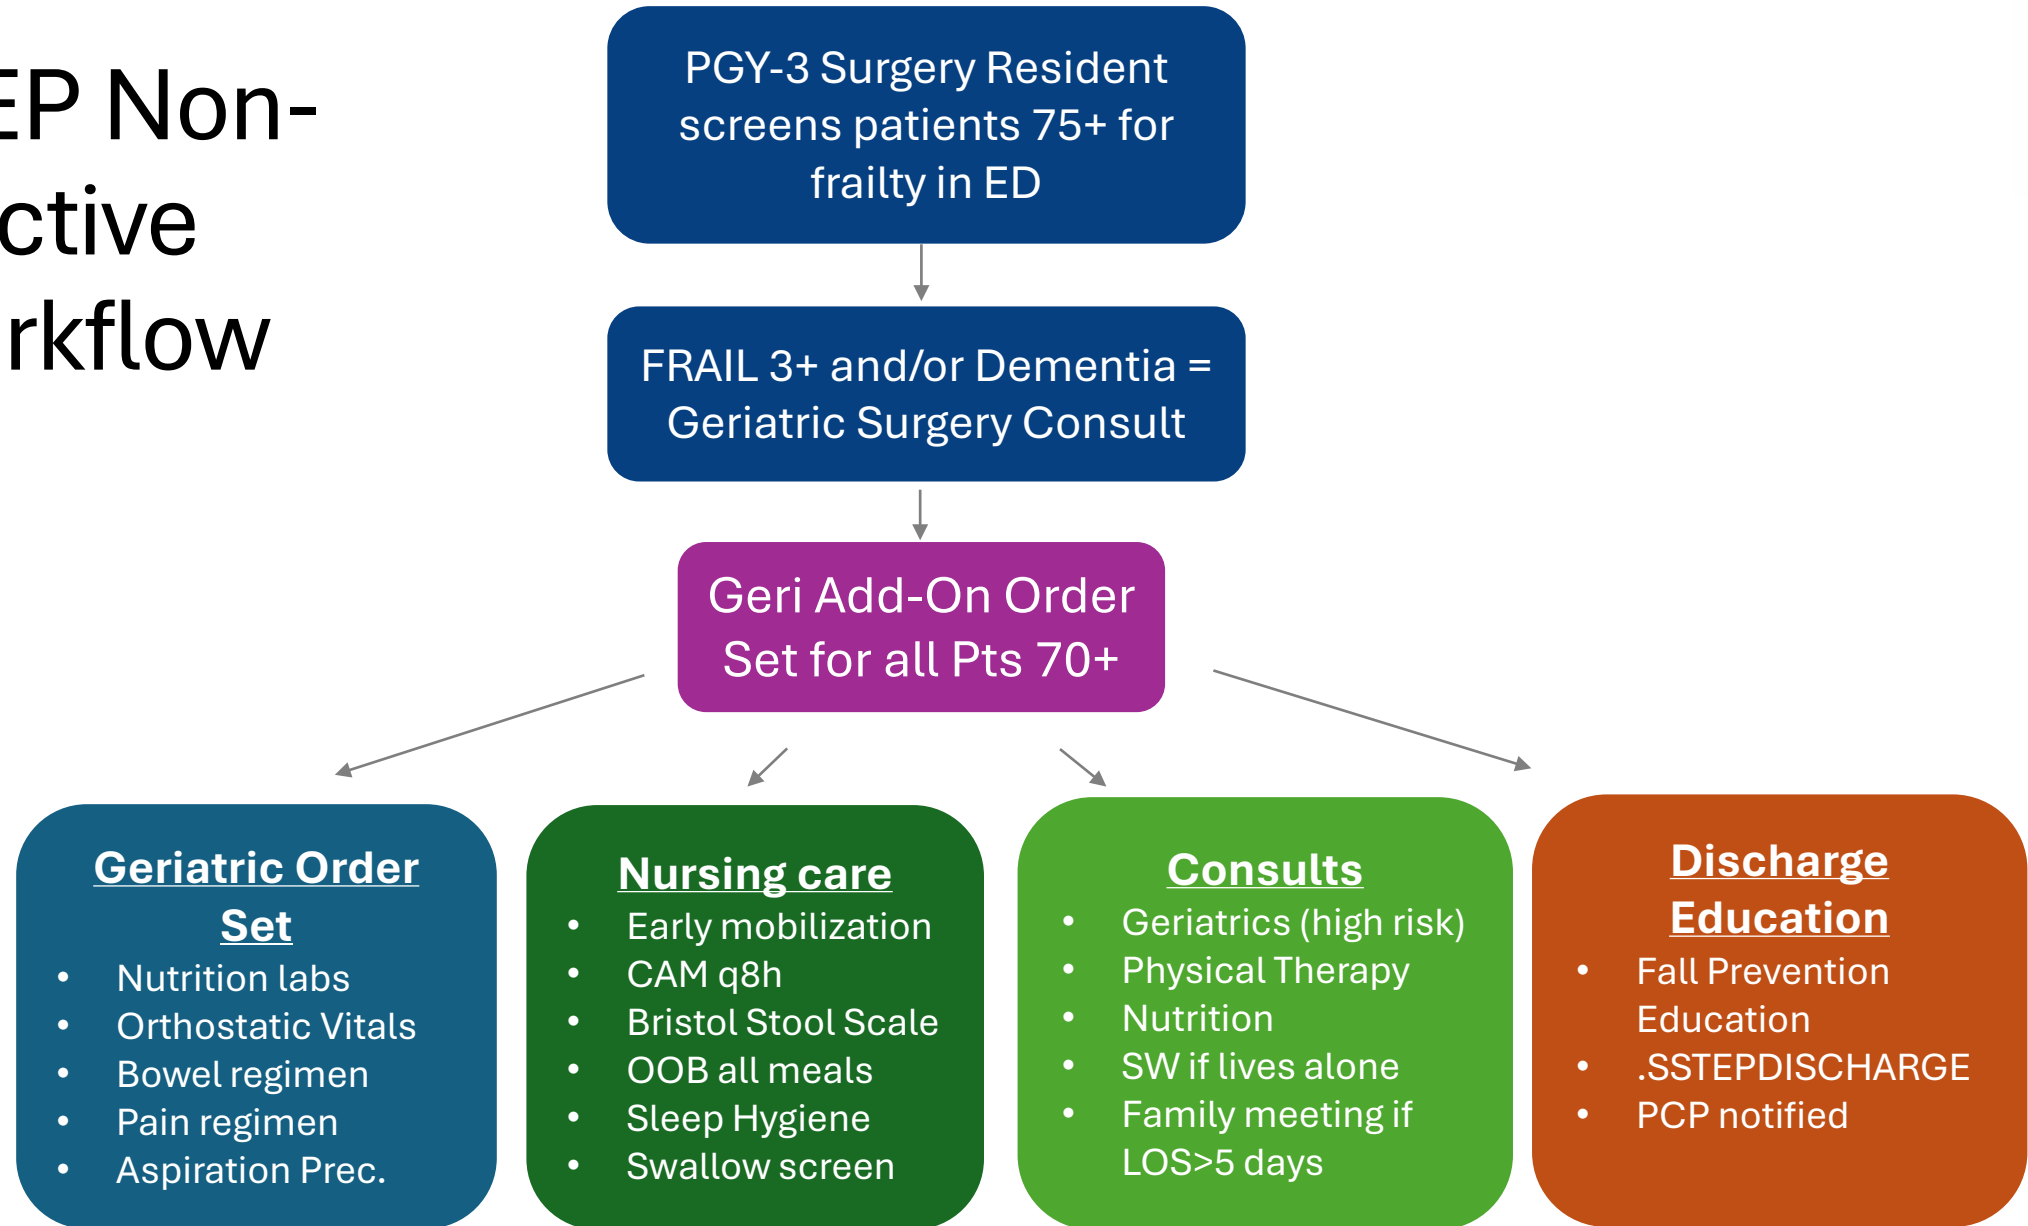 EP Non-
ctive
rkflow
PGY-3 Surgery Resident
screens patients 75+ for
frailty in ED
FRAIL 3+ and/or Dementia =
Geriatric Surgery Consult
Geri Add-On Order
Set for all Pts 70+
Geriatric Order
Set
• Nutrition labs
• Orthostatic Vitals
• Bowel regimen
• Pain regimen
• Aspiration Prec.
Nursing care
• Early mobilization
• CAM q8h
• Bristol Stool Scale
• OOB all meals
• Sleep Hygiene
• Swallow screen
Consults
• Geriatrics (high risk)
• Physical Therapy
• Nutrition
• SW if lives alone
• Family meeting if
LOS>5 days
Discharge
Education
• Fall Prevention
Education
• .SSTEPDISCHARGE
• PCP notified